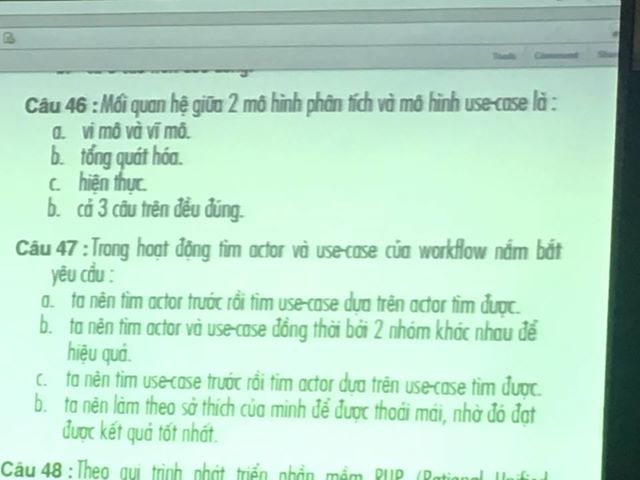 Tools Comment
Câu 46 : Mối quan hệ giữa 2 mô hình phân tích và mô hình use-case là :
a. vi mô và vĩ mô.
b. tổng quát hóa.
c. hiện thực.
b. cả 3 câu trên đều đúng.
Câu 47 : Trong hoạt động tìm actor và use-case của workflow nắm bắt
yêu cầu :
a. ta nên tìm actor trước rồi tìm use-case dựa trên actor tìm được.
b. ta nên tìm actor và use-case đồng thời bởi 2 nhóm khác nhau để
hiệu quả.
c. ta nên tìm use-case trước rồi tìm actor dựa trên use-case tìm được.
b. ta nên làm theo sở thích của mình để được thoải mái, nhờ đó đạt
được kết quả tốt nhất.
Câu 48 : Theo qui trình phát triển phần mềm RUP (Rational Unified